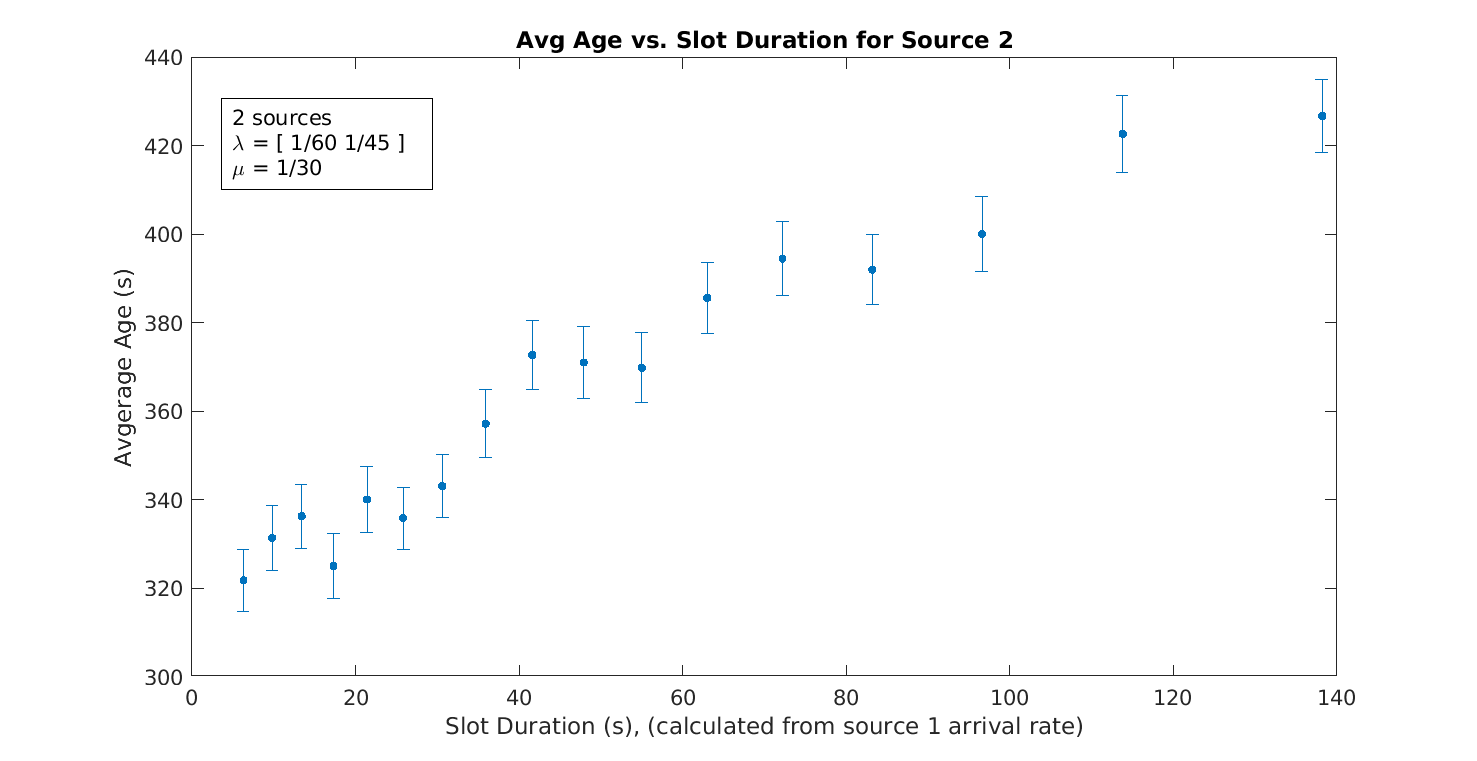 Avg Age vs. Slot Duration for Source 2
440
420
400
380
360
340
320
300
2 sources
λ = [ 1/60 1/45 ]
μ = 1/30
Avgerage Age (s)
0 20 40 60 80 100 120 140
Slot Duration (s), (calculated from source 1 arrival rate)